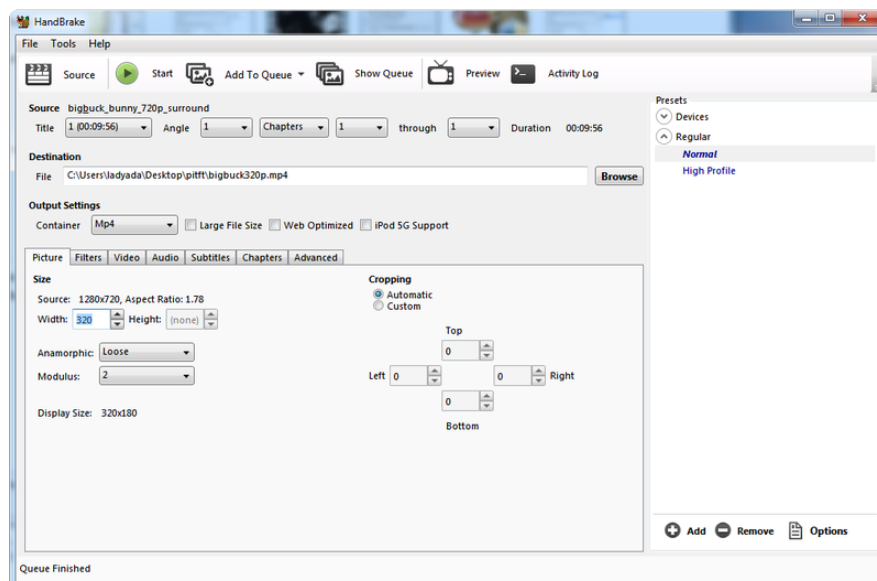 HandBrake
File Tools Help
Source Start Add To Queue Show Queue Preview Activity Log
Source bigbuck_bunny_720p_surround
Title 1 (00:09:56) Angle 1 Chapters 1 through 1 Duration 00:09:56
Destination
File C:\Users\ladyada\Desktop\pitft\bigbuck320p.mp4 Browse
Output Settings
Container Mp4 Large File Size Web Optimized iPod 5G Support
Picture Filters Video Audio Subtitles Chapters Advanced
Size
Source: 1280x720, Aspect Ratio: 1.78
Width: 320 Height: (none)
Anamorphic: Loose
Modulus: 2
Display Size: 320x180
Cropping
Automatic
Custom
Top
0
Left 0 0 Right
0
Bottom
Presets
Devices
Regular
Normal
High Profile
Add Remove Options
Queue Finished